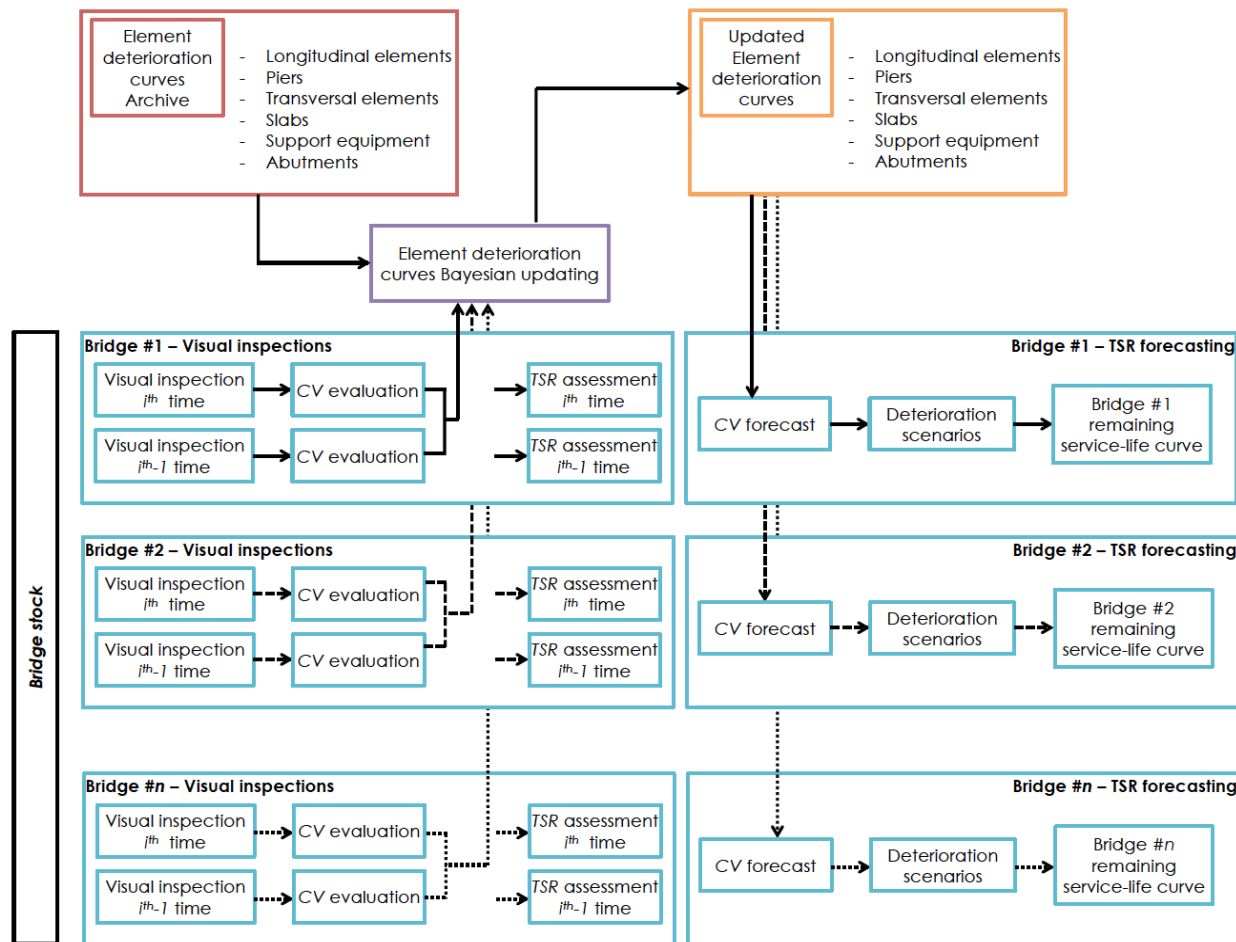 Element
deterioration
curves
Archive
- Longitudinal elements
- Piers
- Transversal elements
- Slabs
- Support equipment
- Abutments
Updated
Element
deterioration
curves
- Longitudinal elements
- Piers
- Transversal elements
- Slabs
- Support equipment
- Abutments
Element deterioration
curves Bayesian updating
Bridge stock
Bridge #1 – Visual inspections
Visual inspection
ith time
CV evaluation
TSR assessment
ith time
Visual inspection
ith-1 time
CV evaluation
TSR assessment
ith-1 time
Bridge #1 – TSR forecasting
CV forecast
Deterioration
scenarios
Bridge #1
remaining
service-life curve
Bridge #2 – Visual inspections
Visual inspection
ith time
CV evaluation
TSR assessment
ith time
Visual inspection
ith-1 time
CV evaluation
TSR assessment
ith-1 time
Bridge #2 – TSR forecasting
CV forecast
Deterioration
scenarios
Bridge #2
remaining
service-life curve
Bridge #n – Visual inspections
Visual inspection
ith time
CV evaluation
TSR assessment
ith time
Visual inspection
ith-1 time
CV evaluation
TSR assessment
ith-1 time
Bridge #n – TSR forecasting
CV forecast
Deterioration
scenarios
Bridge #n
remaining
service-life curve